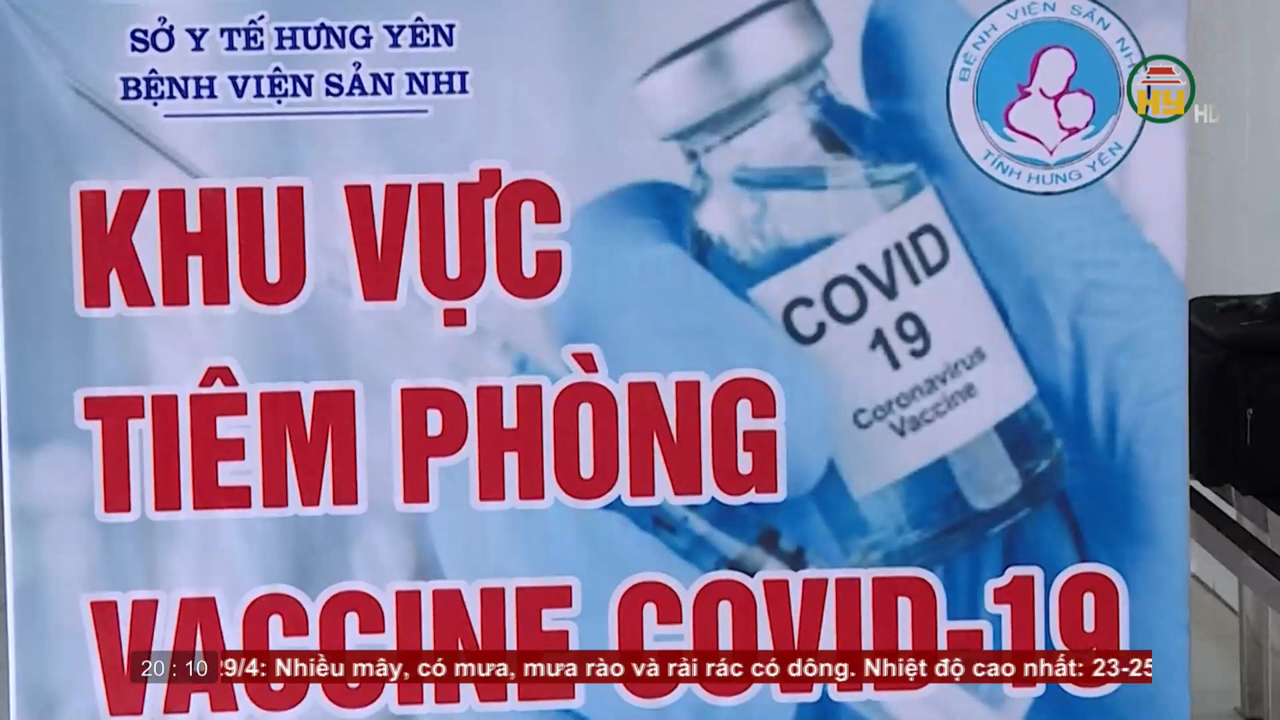 SỞ Y TẾ HƯNG YÊN
BỆNH VIỆN SẢN NHI
BỆNH VIỆN SẢN NHI
TỈNH HƯNG YÊN
HY
HD
KHU VỰC
COVID
19
Coronavirus
Vaccine
TIÊM PHÒNG
VACCINE COVID-19
20 : 10
9/4: Nhiều mây, có mưa, mưa rào và rải rác có dông. Nhiệt độ cao nhất: 23-25